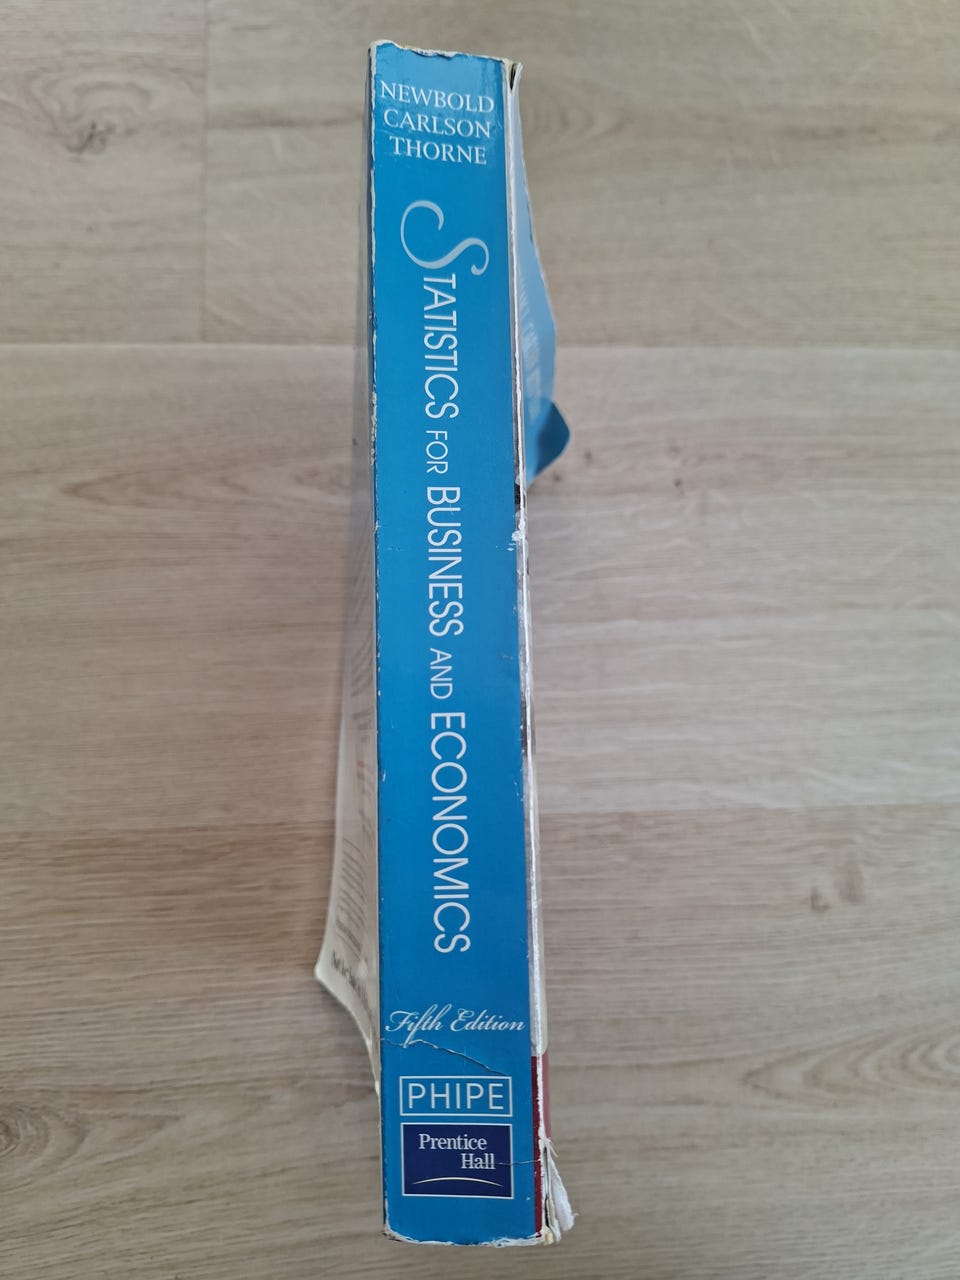 NEWBOLD
CARLSON
THORNE
STATISTICS FOR BUSINESS AND ECONOMICS
Fifth Edition
PHIPE
Prentice
Hall